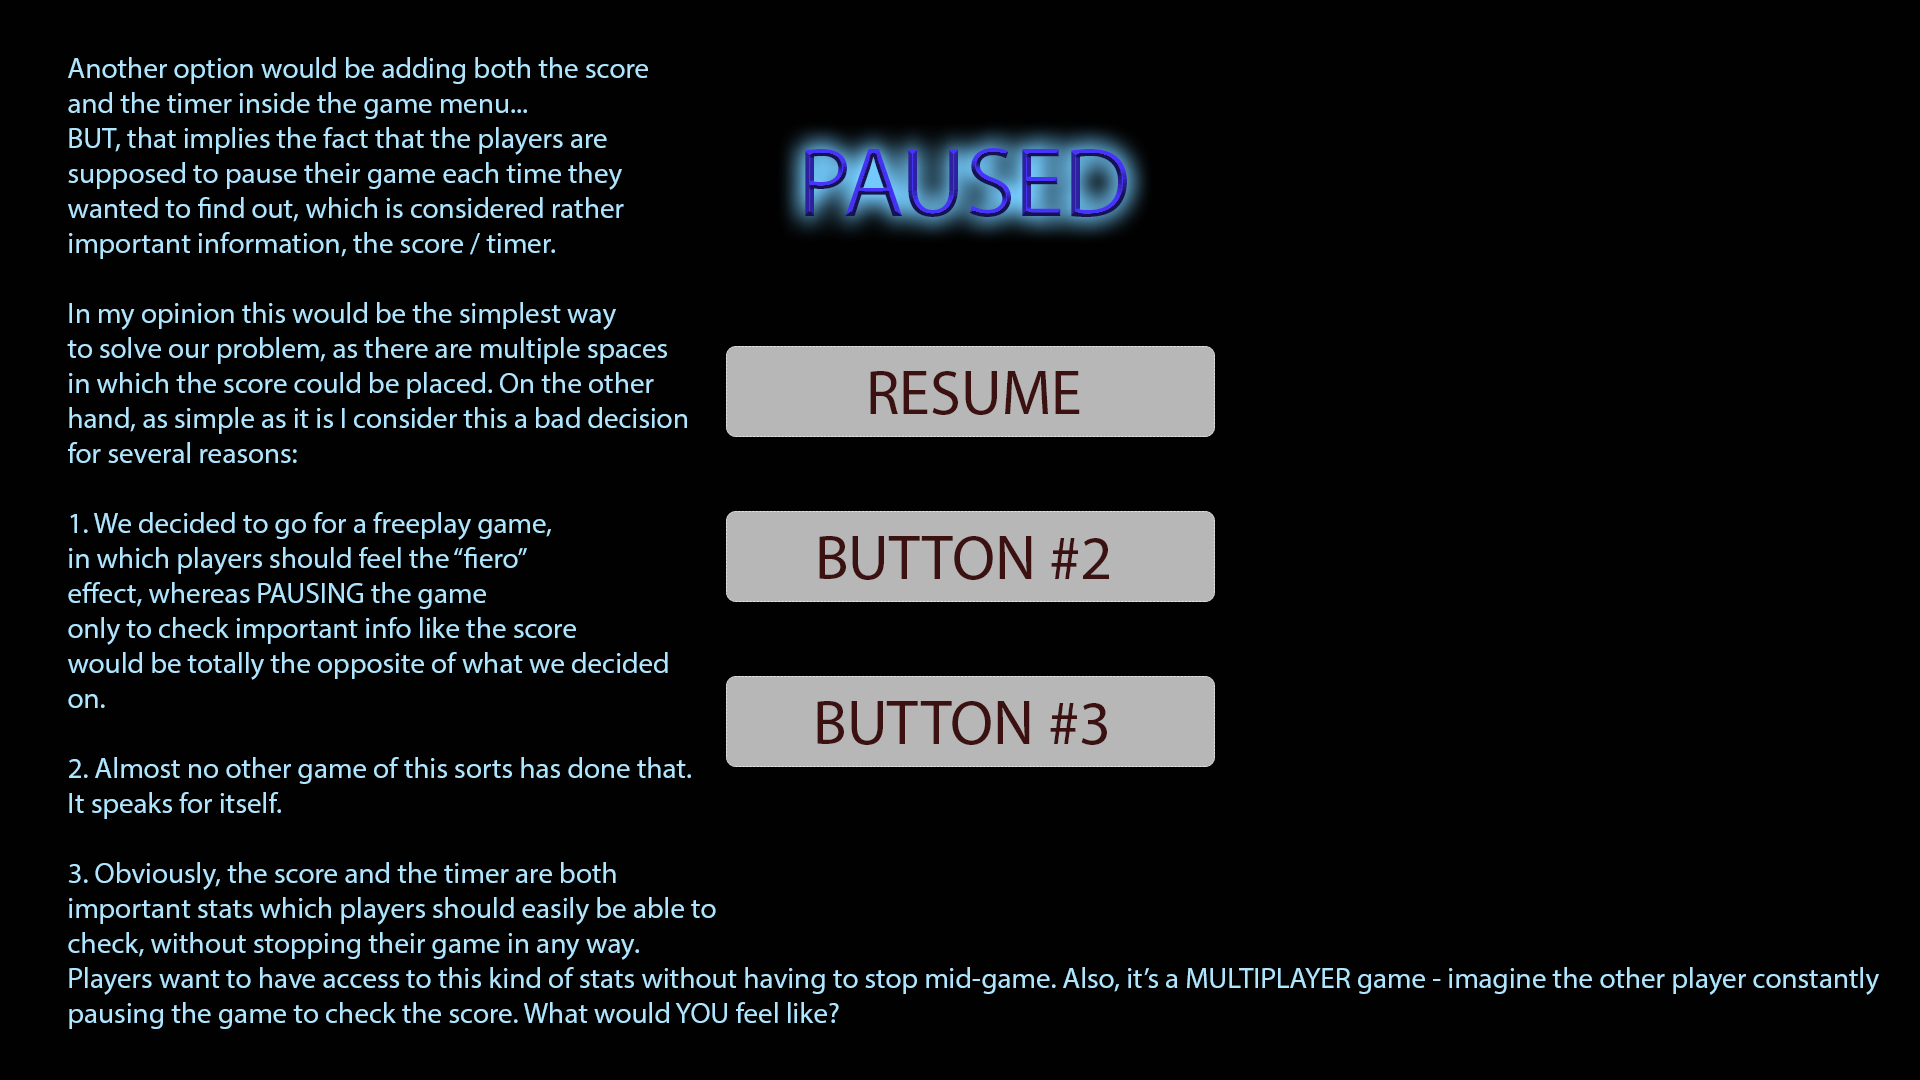 Another option would be adding both the score
and the timer inside the game menu...
BUT, that implies the fact that the players are
supposed to pause their game each time they
wanted to find out, which is considered rather
important information, the score / timer.
In my opinion this would be the simplest way
to solve our problem, as there are multiple spaces
in which the score could be placed. On the other
hand, as simple as it is I consider this a bad decision
for several reasons:
1. We decided to go for a freeplay game,
in which players should feel the “fiero”
effect, whereas PAUSING the game
only to check important info like the score
would be totally the opposite of what we decided
on.
2. Almost no other game of this sorts has done that.
It speaks for itself.
3. Obviously, the score and the timer are both
important stats which players should easily be able to
check, without stopping their game in any way.
Players want to have access to this kind of stats without having to stop mid-game. Also, it’s a MULTIPLAYER game - imagine the other player constantly
pausing the game to check the score. What would YOU feel like?
PAUSED
RESUME
BUTTON #2
BUTTON #3